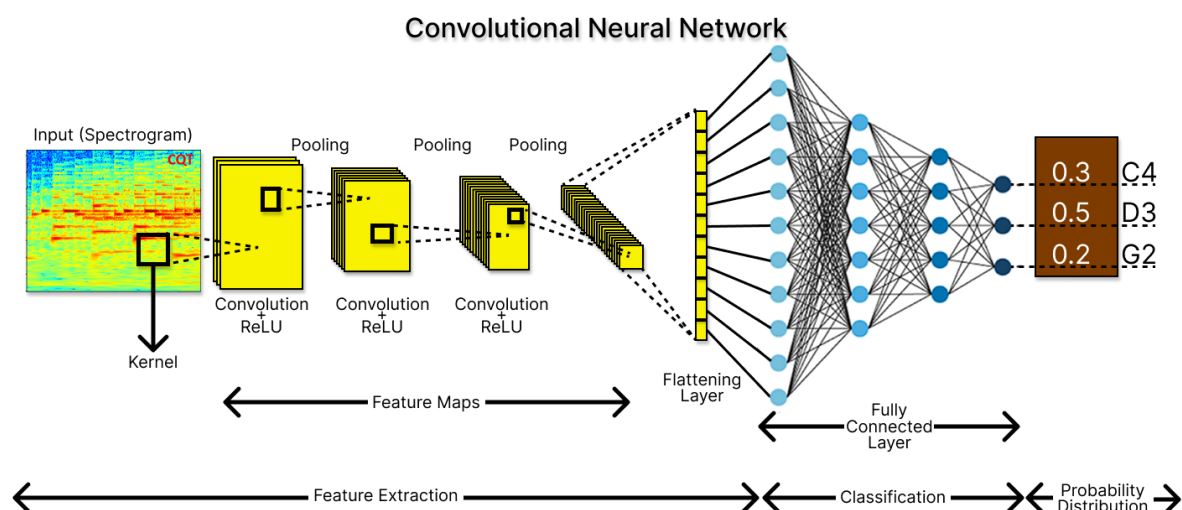 Convolutional Neural Network
Input (Spectrogram)
CQT
Pooling
Pooling
Pooling
Convolution
+
ReLU
Convolution
+
ReLU
Convolution
+
ReLU
Kernel
Feature Maps
Flattening
Layer
Fully
Connected
Layer
0.3 C4
0.5 D3
0.2 G2
Feature Extraction
Classification
Probability
Distribution